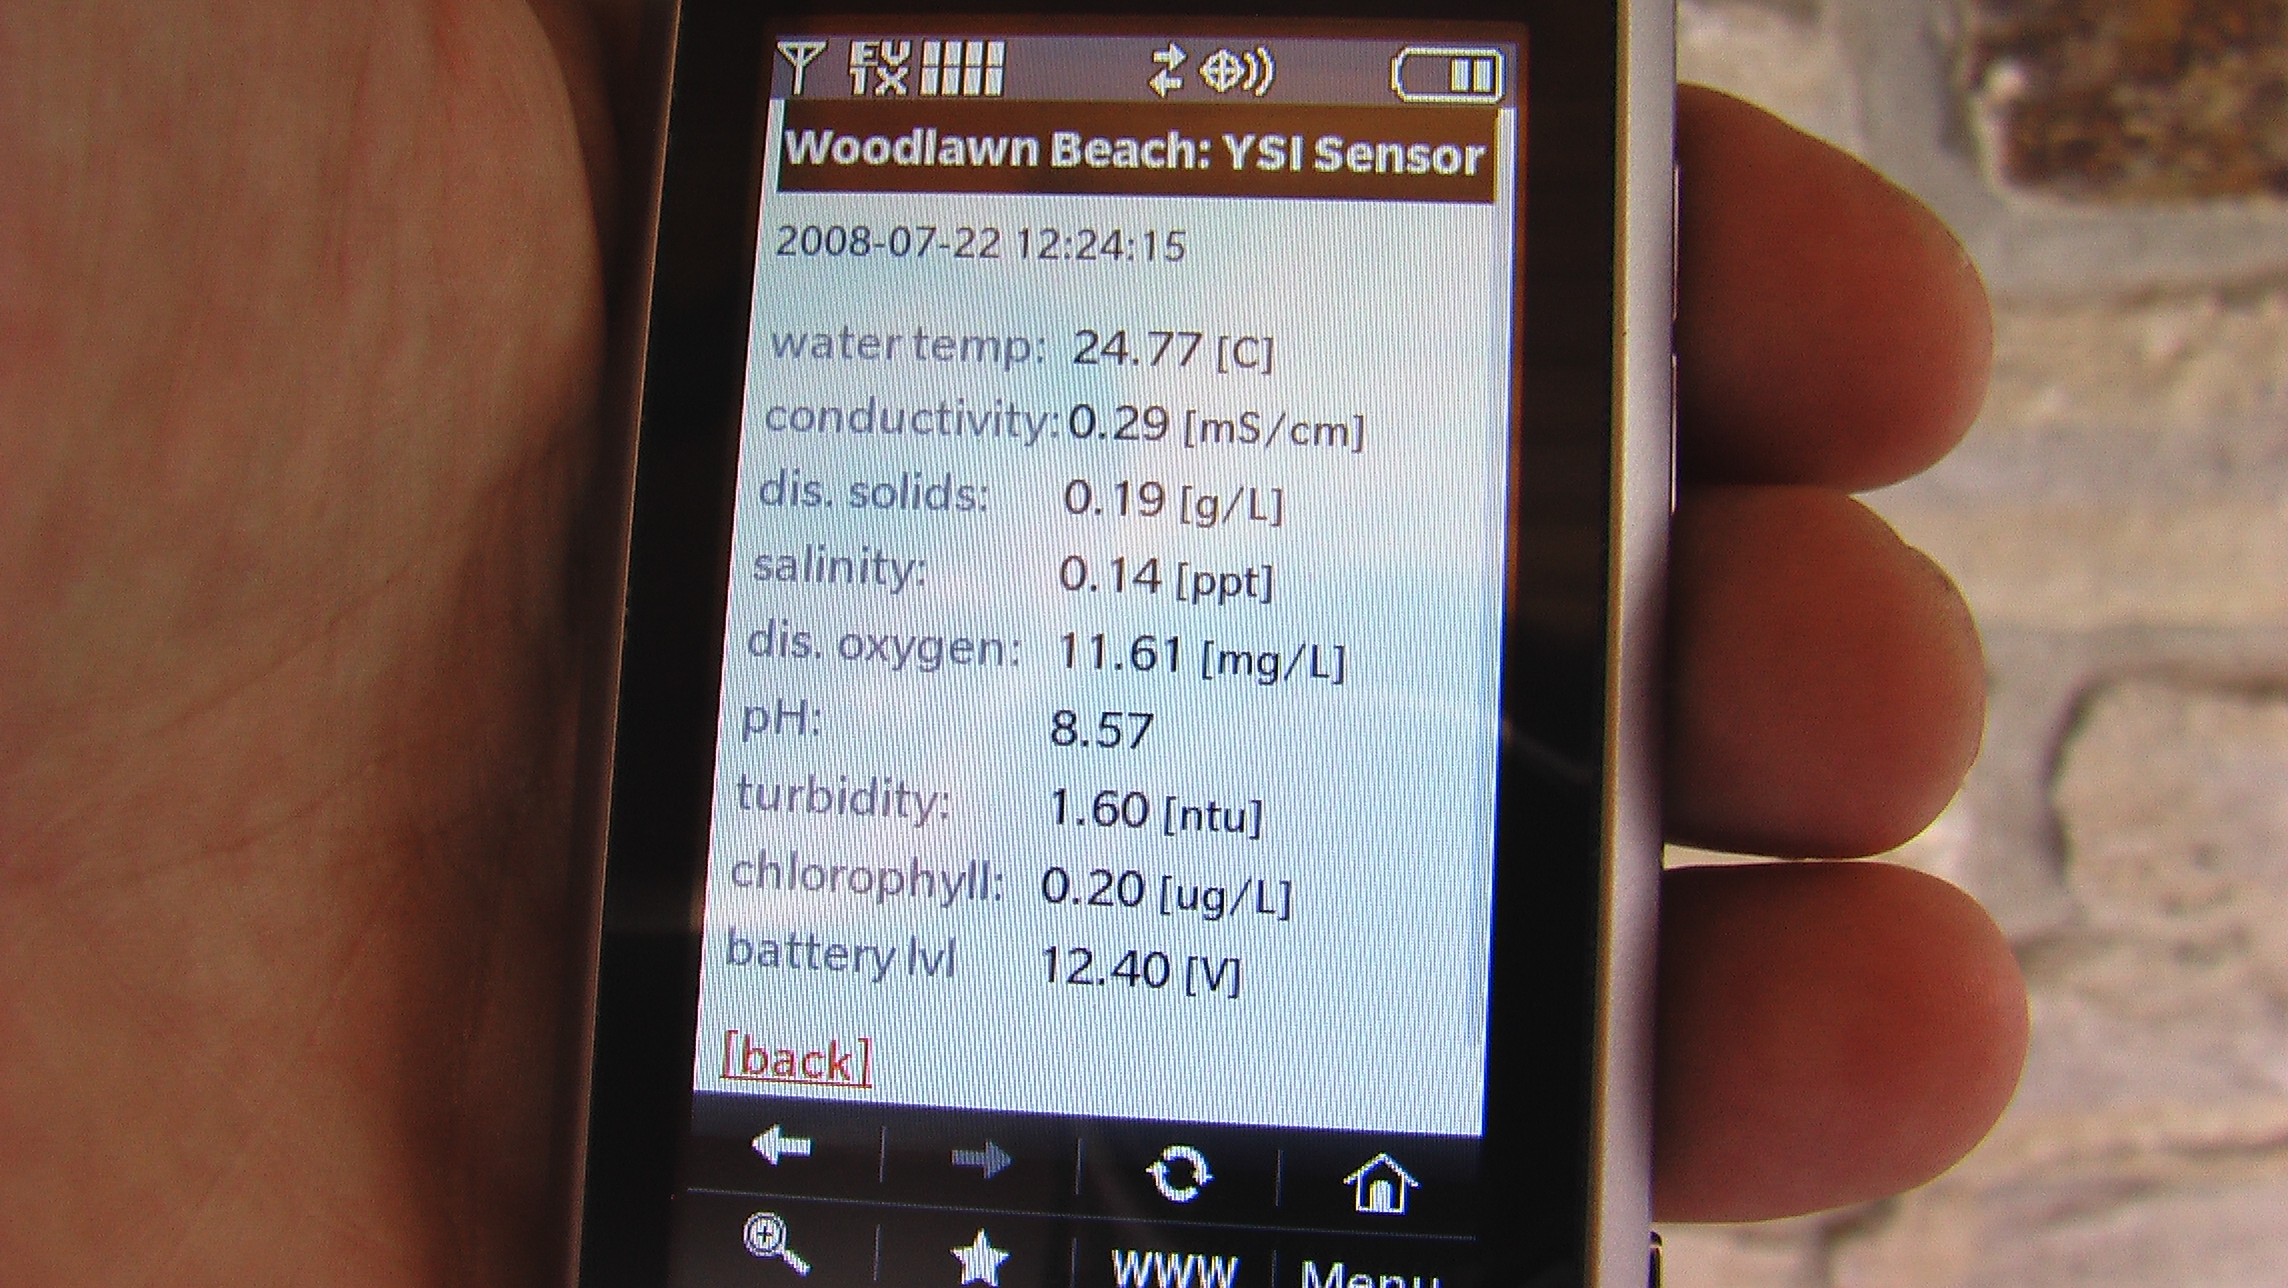 EV
1X
Woodlawn Beach: YSI Sensor
2008-07-22 12:24:15
water temp: 24.77 [C]
conductivity: 0.29 [mS/cm]
dis. solids: 0.19 [g/L]
salinity: 0.14 [ppt]
dis. oxygen: 11.61 [mg/L]
pH: 8.57
turbidity: 1.60 [ntu]
chlorophyll: 0.20 [ug/L]
battery lvl 12.40 [V]
[back]
WWW Menu